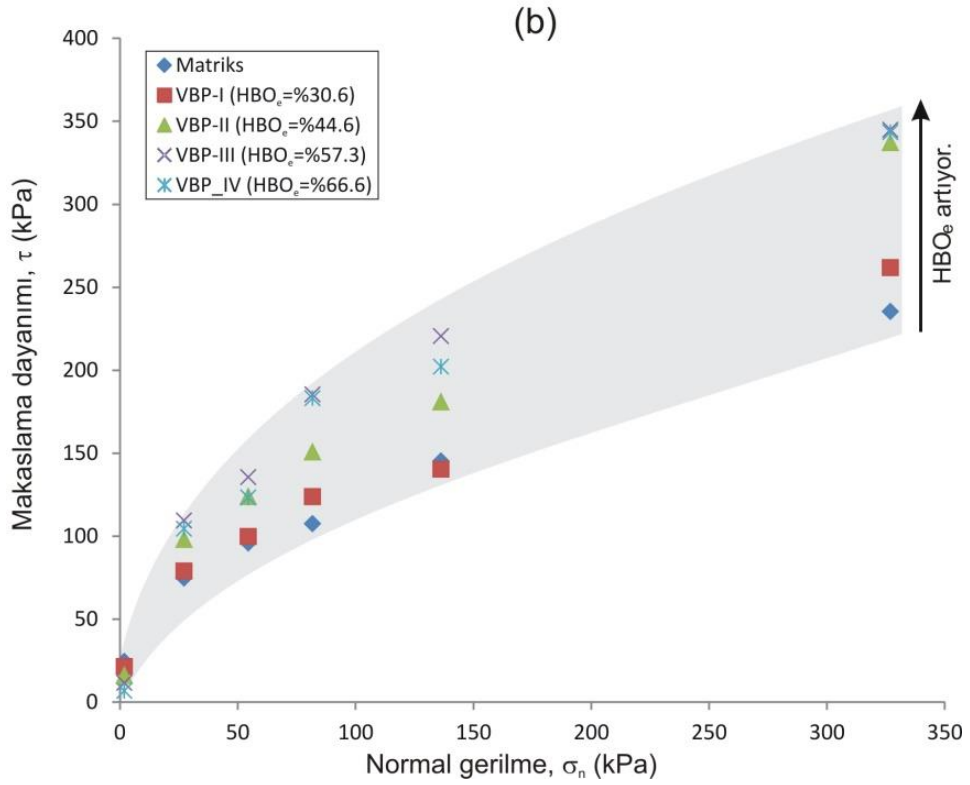 (b)
400
350
300
250
200
150
100
50
0
Makaslama dayanımı, τ (kPa)
Matriks
VBP-I (HBOₑ=%30.6)
VBP-II (HBOₑ=%44.6)
VBP-III (HBOₑ=%57.3)
VBP_IV (HBOₑ=%66.6)
HBOₑ artıyor.
0 50 100 150 200 250 300 350
Normal gerilme, σₙ (kPa)